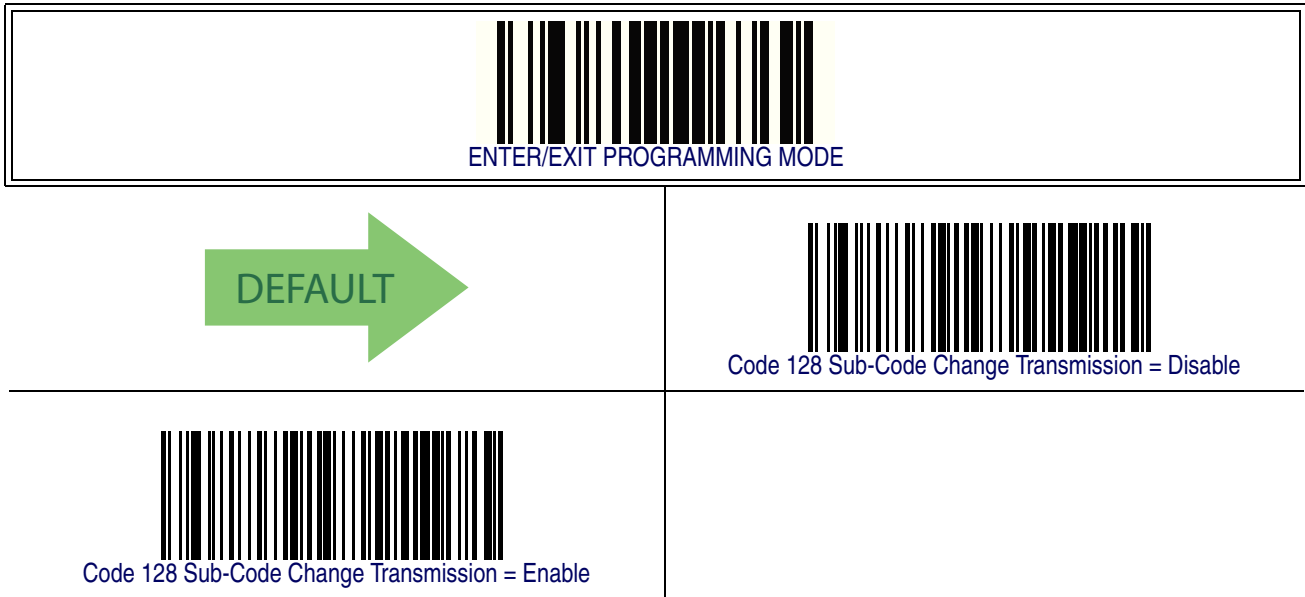 ENTER/EXIT PROGRAMMING MODE
DEFAULT
Code 128 Sub-Code Change Transmission = Disable
Code 128 Sub-Code Change Transmission = Enable